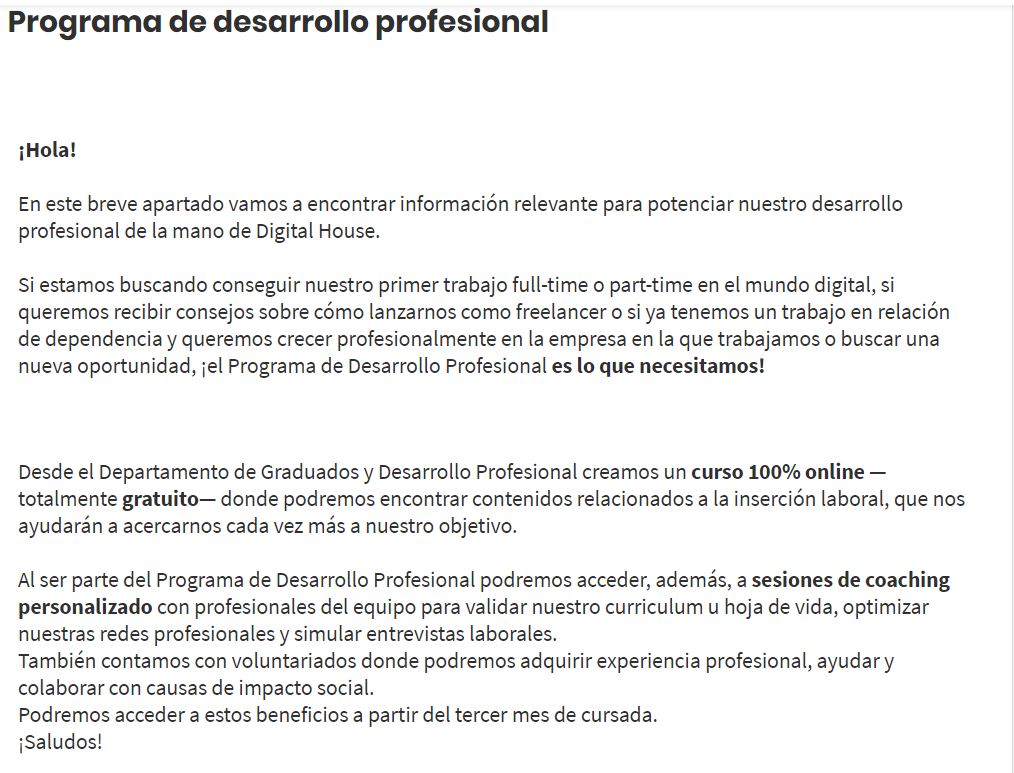 Programa de desarrollo profesional
¡Hola!
En este breve apartado vamos a encontrar información relevante para potenciar nuestro desarrollo
profesional de la mano de Digital House.
Si estamos buscando conseguir nuestro primer trabajo full-time o part-time en el mundo digital, si
queremos recibir consejos sobre cómo lanzarnos como freelancer o si ya tenemos un trabajo en relación
de dependencia y queremos crecer profesionalmente en la empresa en la que trabajamos o buscar una
nueva oportunidad, ¡el Programa de Desarrollo Profesional es lo que necesitamos!
Desde el Departamento de Graduados y Desarrollo Profesional creamos un curso 100% online —
totalmente gratuito— donde podremos encontrar contenidos relacionados a la inserción laboral, que nos
ayudarán a acercarnos cada vez más a nuestro objetivo.
Al ser parte del Programa de Desarrollo Profesional podremos acceder, además, a sesiones de coaching
personalizado con profesionales del equipo para validar nuestro curriculum u hoja de vida, optimizar
nuestras redes profesionales y simular entrevistas laborales.
También contamos con voluntariados donde podremos adquirir experiencia profesional, ayudar y
colaborar con causas de impacto social.
Podremos acceder a estos beneficios a partir del tercer mes de cursada.
¡Saludos!